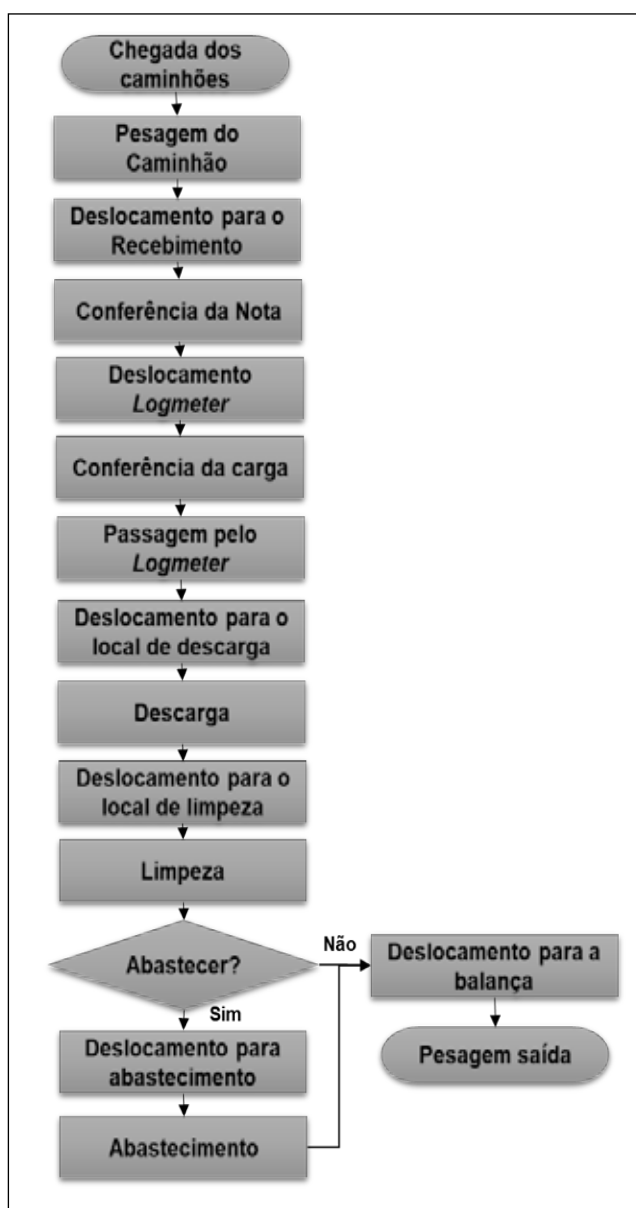 Chegada dos
caminhões
Pesagem do
Caminhão
Deslocamento para o
Recebimento
Conferência da Nota
Deslocamento
Logmeter
Conferência da carga
Passagem pelo
Logmeter
Deslocamento para o
local de descarga
Descarga
Deslocamento para o
local de limpeza
Limpeza
Abastecer?
Não
Deslocamento para a
balança
Sim
Deslocamento para
abastecimento
Pesagem saída
Abastecimento